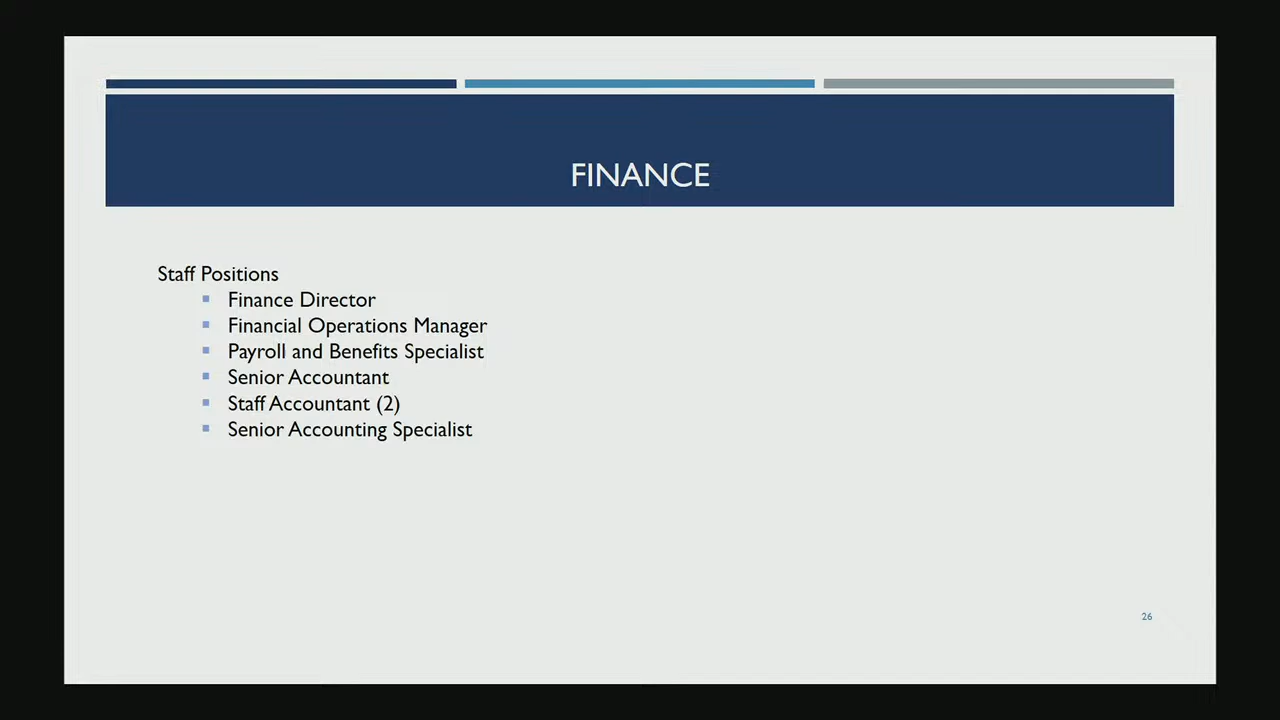 FINANCE
Staff Positions
Finance Director
Financial Operations Manager
Payroll and Benefits Specialist
Senior Accountant
Staff Accountant (2)
Senior Accounting Specialist
26